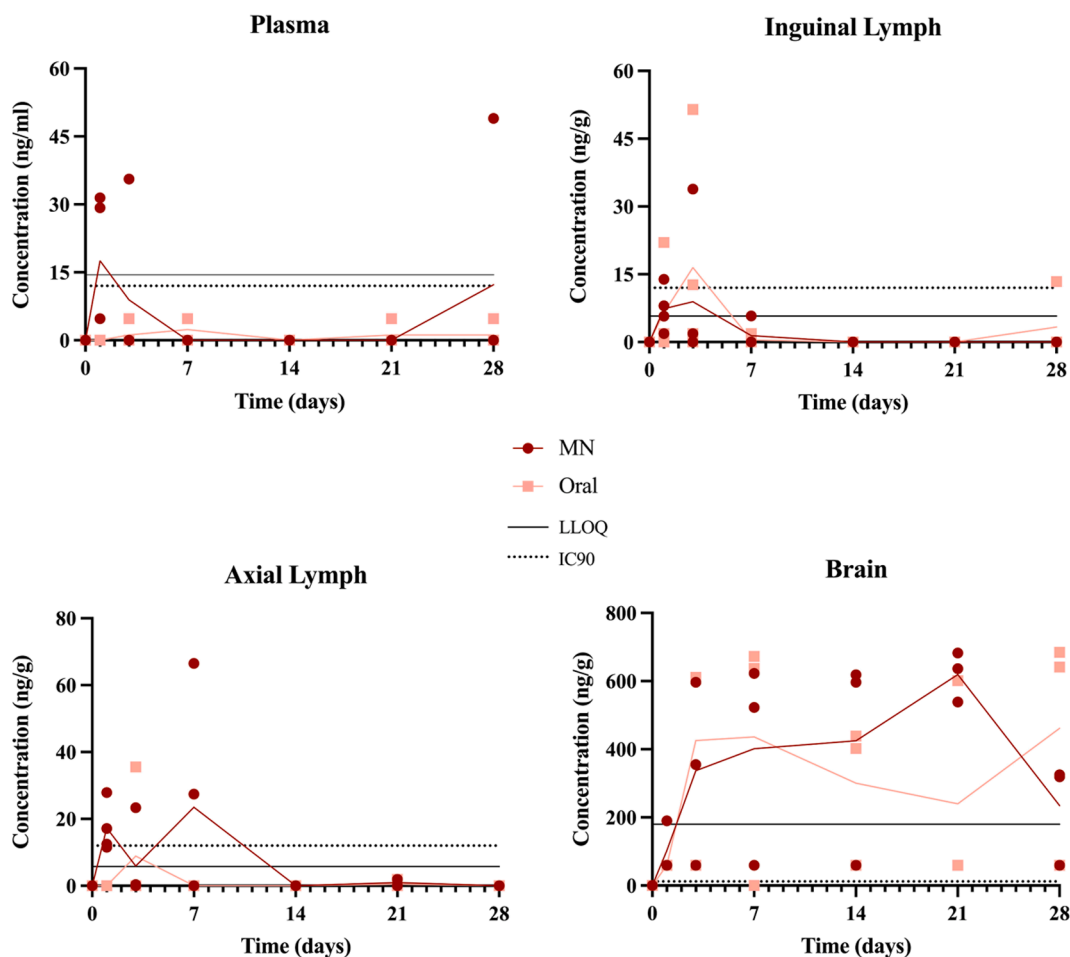 Plasma
Concentration (ng/ml)
60
45
30
15
0
0 7 14 21 28
Time (days)
Inguinal Lymph
Concentration (ng/g)
60
45
30
15
0
0 7 14 21 28
Time (days)
MN
Oral
LLOQ
IC90
Axial Lymph
Concentration (ng/g)
80
60
40
20
0
0 7 14 21 28
Time (days)
Brain
Concentration (ng/g)
800
600
400
200
0
0 7 14 21 28
Time (days)